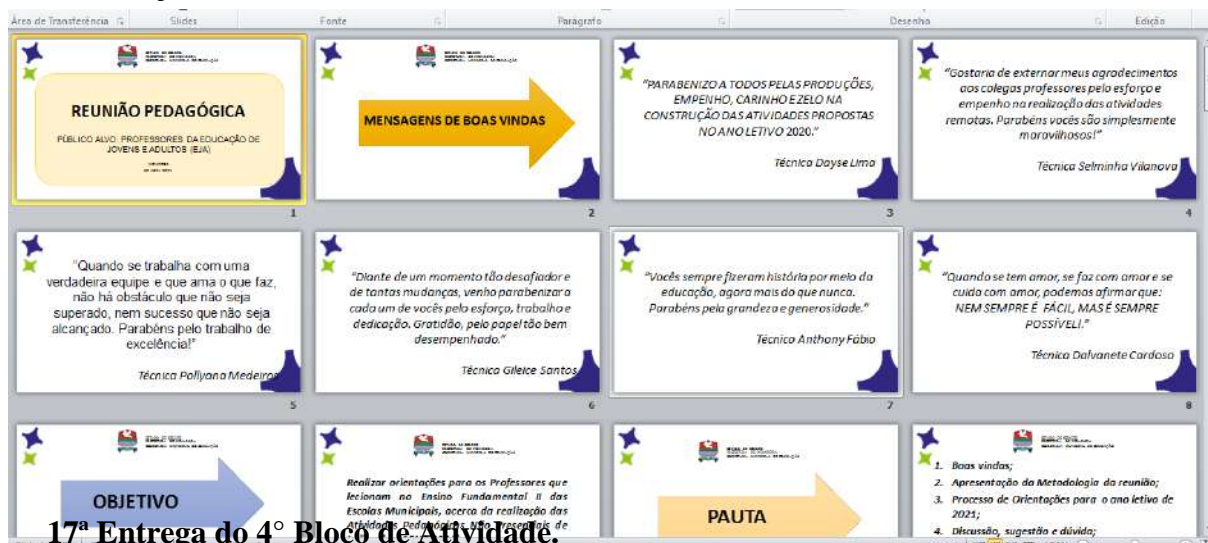 Área de Transferência
Slides
Fonte
Parágrafo
Desenho
Edição
REUNIÃO PEDAGÓGICA
PÚBLICO ALVO: PROFESSORES DA EDUCAÇÃO DE
JOVENS E ADULTOS (EJA)
1
MENSAGENS DE BOAS VINDAS
2
"PARABENIZO A TODOS PELAS PRODUÇÕES,
EMPENHO, CARINHO E ZELO NA
CONSTRUÇÃO DAS ATIVIDADES PROPOSTAS
NO ANO LETIVO 2020."
Técnica Dayse Lima
3
"Gostaria de externar meus agradecimentos
aos colegas professores pelo esforço e
empenho na realização das atividades
remotas. Parabéns vocês são simplesmente
maravilhosos!"
Técnica Selminha Vilanova
4
"Quando se trabalha com uma
verdadeira equipe e que ama o que faz,
não há obstáculo que não seja
superado, nem sucesso que não seja
alcançado. Parabéns pelo trabalho de
excelência!"
Técnica Pollyana Medeiros
5
"Diante de um momento tão desafiador e
de tantas mudanças, venho parabenizar a
cada um de vocês pelo esforço, trabalho e
dedicação. Gratidão, pelo papel tão bem
desempenhado."
Técnica Gileice Santos
6
"Vocês sempre fizeram história por meio da
educação, agora mais do que nunca.
Parabéns pela grandeza e generosidade."
Técnico Anthony Fábio
7
"Quando se tem amor, se faz com amor e se
cuida com amor, podemos afirmar que:
NEM SEMPRE É FÁCIL, MAS É SEMPRE
POSSÍVEL!."
Técnica Dalvanete Cardoso
8
OBJETIVO
Realizar orientações para os Professores que
lecionam no Ensino Fundamental II das
Escolas Municipais, acerca da realização das
Atividades Pedagógicas Não Presenciais de
PAUTA
1. Boas vindas;
2. Apresentação da Metodologia da reunião;
3. Processo de Orientações para o ano letivo de
2021;
4. Discussão, sugestão e dúvida;
17ª Entrega do 4° Bloco de Atividade.